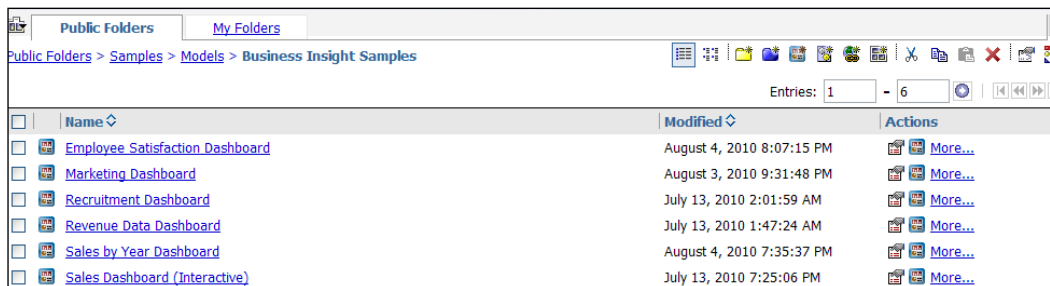 Public Folders My Folders
Public Folders > Samples > Models > Business Insight Samples
Entries: 1 - 6
Name Modified Actions
Employee Satisfaction Dashboard August 4, 2010 8:07:15 PM More...
Marketing Dashboard August 3, 2010 9:31:48 PM More...
Recruitment Dashboard July 13, 2010 2:01:59 AM More...
Revenue Data Dashboard July 13, 2010 1:47:24 AM More...
Sales by Year Dashboard August 4, 2010 7:35:37 PM More...
Sales Dashboard (Interactive) July 13, 2010 7:25:06 PM More...